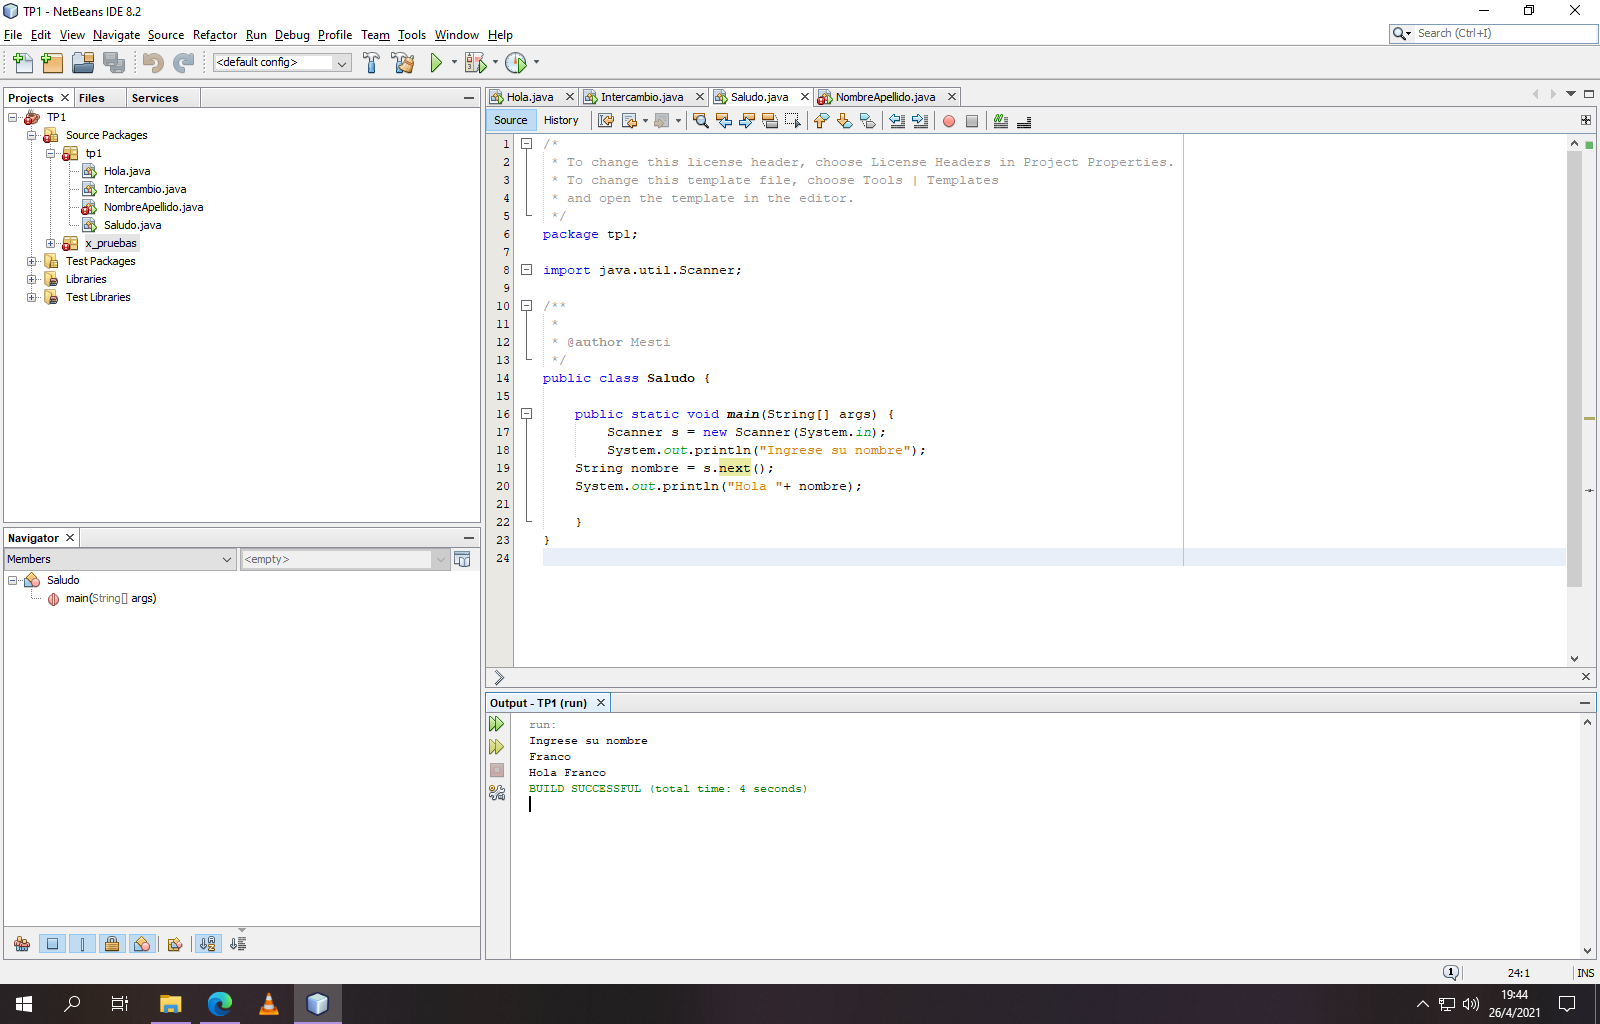 TP1 - NetBeans IDE 8.2
File Edit View Navigate Source Refactor Run Debug Profile Team Tools Window Help
Search (Ctrl+I)
<default config>
Projects Files Services
TP1
Source Packages
tp1
Hola.java
Intercambio.java
NombreApellido.java
Saludo.java
x_pruebas
Test Packages
Libraries
Test Libraries
Navigator
Members <empty>
Saludo
main(String[] args)
Hola.java Intercambio.java Saludo.java NombreApellido.java
Source History
1 /*
2 * To change this license header, choose License Headers in Project Properties.
3 * To change this template file, choose Tools | Templates
4 * and open the template in the editor.
5 */
6 package tp1;
7
8 import java.util.Scanner;
9
10 /**
11 *
12 * @author Mesti
13 */
14 public class Saludo {
15
16 public static void main(String[] args) {
17 Scanner s = new Scanner(System.in);
18 System.out.println("Ingrese su nombre");
19 String nombre = s.next();
20 System.out.println("Hola "+ nombre);
21
22 }
23 }
24
Output - TP1 (run)
run:
Ingrese su nombre
Franco
Hola Franco
BUILD SUCCESSFUL (total time: 4 seconds)
1 24:1 INS
19:44
26/4/2021